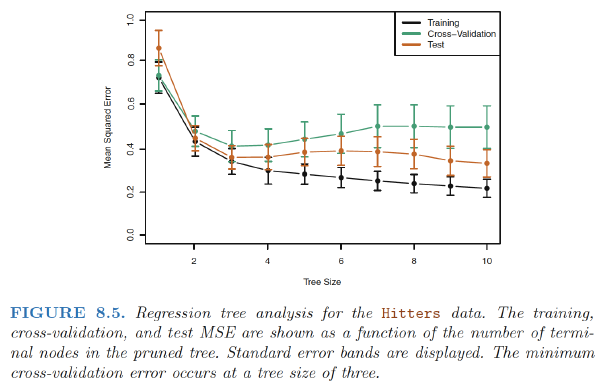 1.0
0.8
0.6
0.4
0.2
0.0
Mean Squared Error
Training
Cross−Validation
Test
2 4 6 8 10
Tree Size
FIGURE 8.5. Regression tree analysis for the Hitters data. The training,
cross-validation, and test MSE are shown as a function of the number of termi-
nal nodes in the pruned tree. Standard error bands are displayed. The minimum
cross-validation error occurs at a tree size of three.